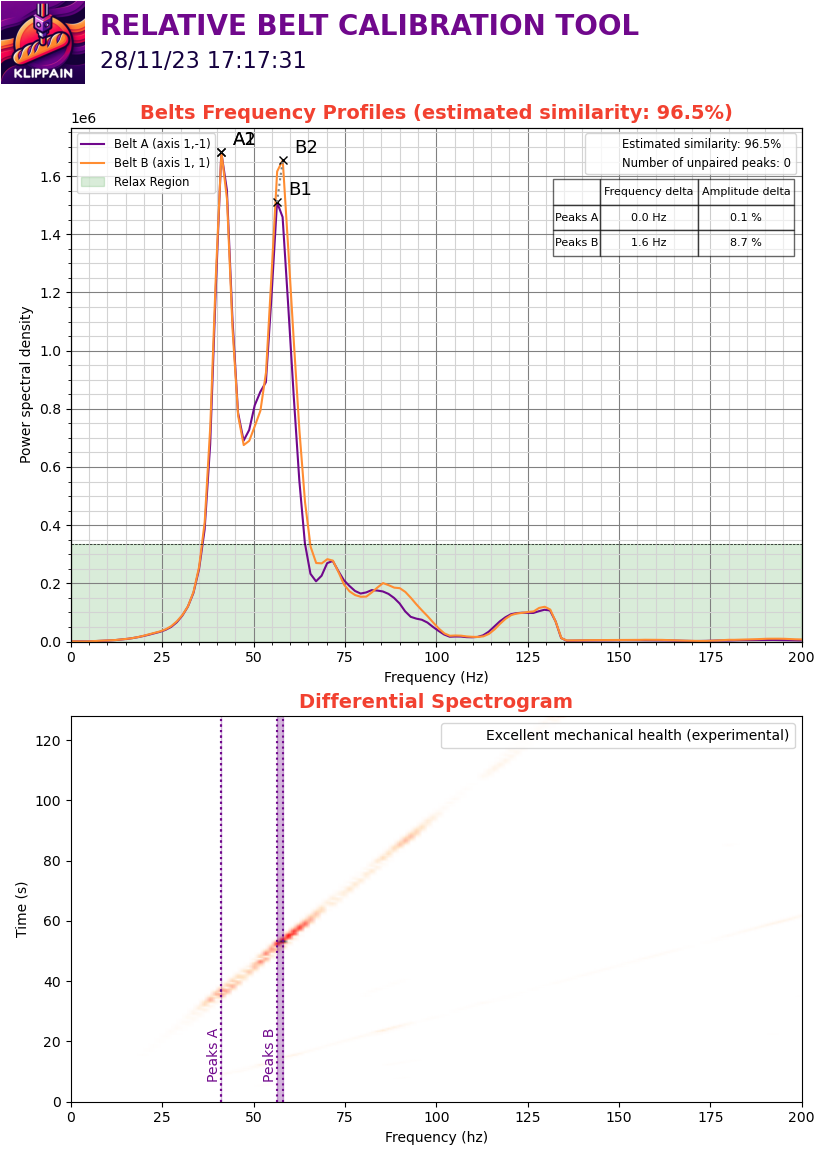 KLIPPAIN
RELATIVE BELT CALIBRATION TOOL
28/11/23 17:17:31
Belts Frequency Profiles (estimated similarity: 96.5%)
1e6
Belt A (axis 1,-1)
Belt B (axis 1, 1)
Relax Region
A1
A2
B2
B1
Estimated similarity: 96.5%
Number of unpaired peaks: 0
Frequency delta Amplitude delta
Peaks A 0.0 Hz 0.1 %
Peaks B 1.6 Hz 8.7 %
Power spectral density
1.6
1.4
1.2
1.0
0.8
0.6
0.4
0.2
0.0
0 25 50 75 100 125 150 175 200
Frequency (Hz)
Differential Spectrogram
Excellent mechanical health (experimental)
Time (s)
120
100
80
60
40
20
0
Peaks A
Peaks B
0 25 50 75 100 125 150 175 200
Frequency (hz)